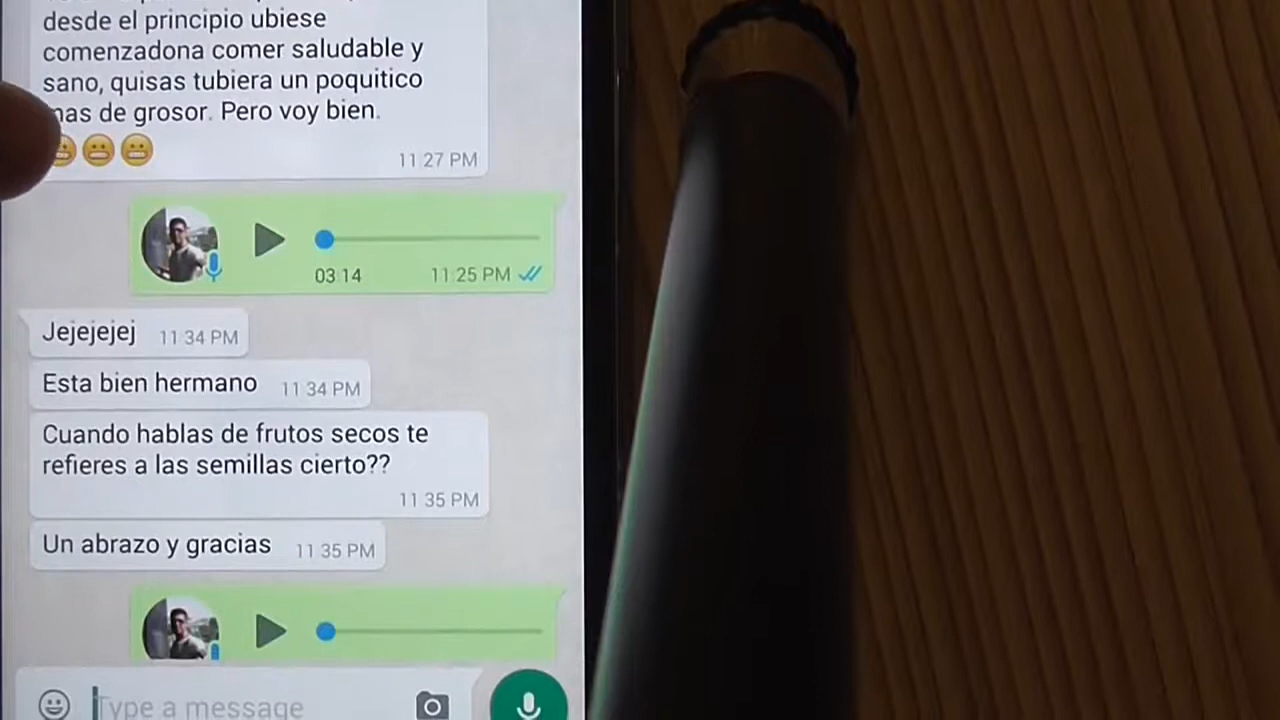 desde el principio ubiese
comenzadona comer saludable y
sano, quisas tubiera un poquitico
mas de grosor. Pero voy bien.
11:27 PM
03:14
11:25 PM
Jejejejej
11:34 PM
Esta bien hermano
11:34 PM
Cuando hablas de frutos secos te
refieres a las semillas cierto??
11:35 PM
Un abrazo y gracias
11:35 PM
Type a message